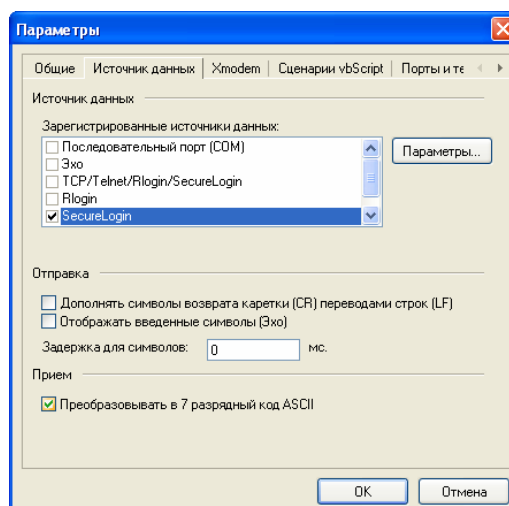 Параметры
Общие Источник данных Xmodem Сценарии vbScript Порты и те
Источник данных
Зарегистрированные источники данных:
Последовательный порт (COM)
Эхо
TCP/Telnet/Rlogin/SecureLogin
Rlogin
SecureLogin
Параметры...
Отправка
Дополнять символы возврата каретки (CR) переводами строк (LF)
Отображать введенные символы (Эхо)
Задержка для символов: 0 мс.
Прием
Преобразовывать в 7 разрядный код ASCII
OK Отмена